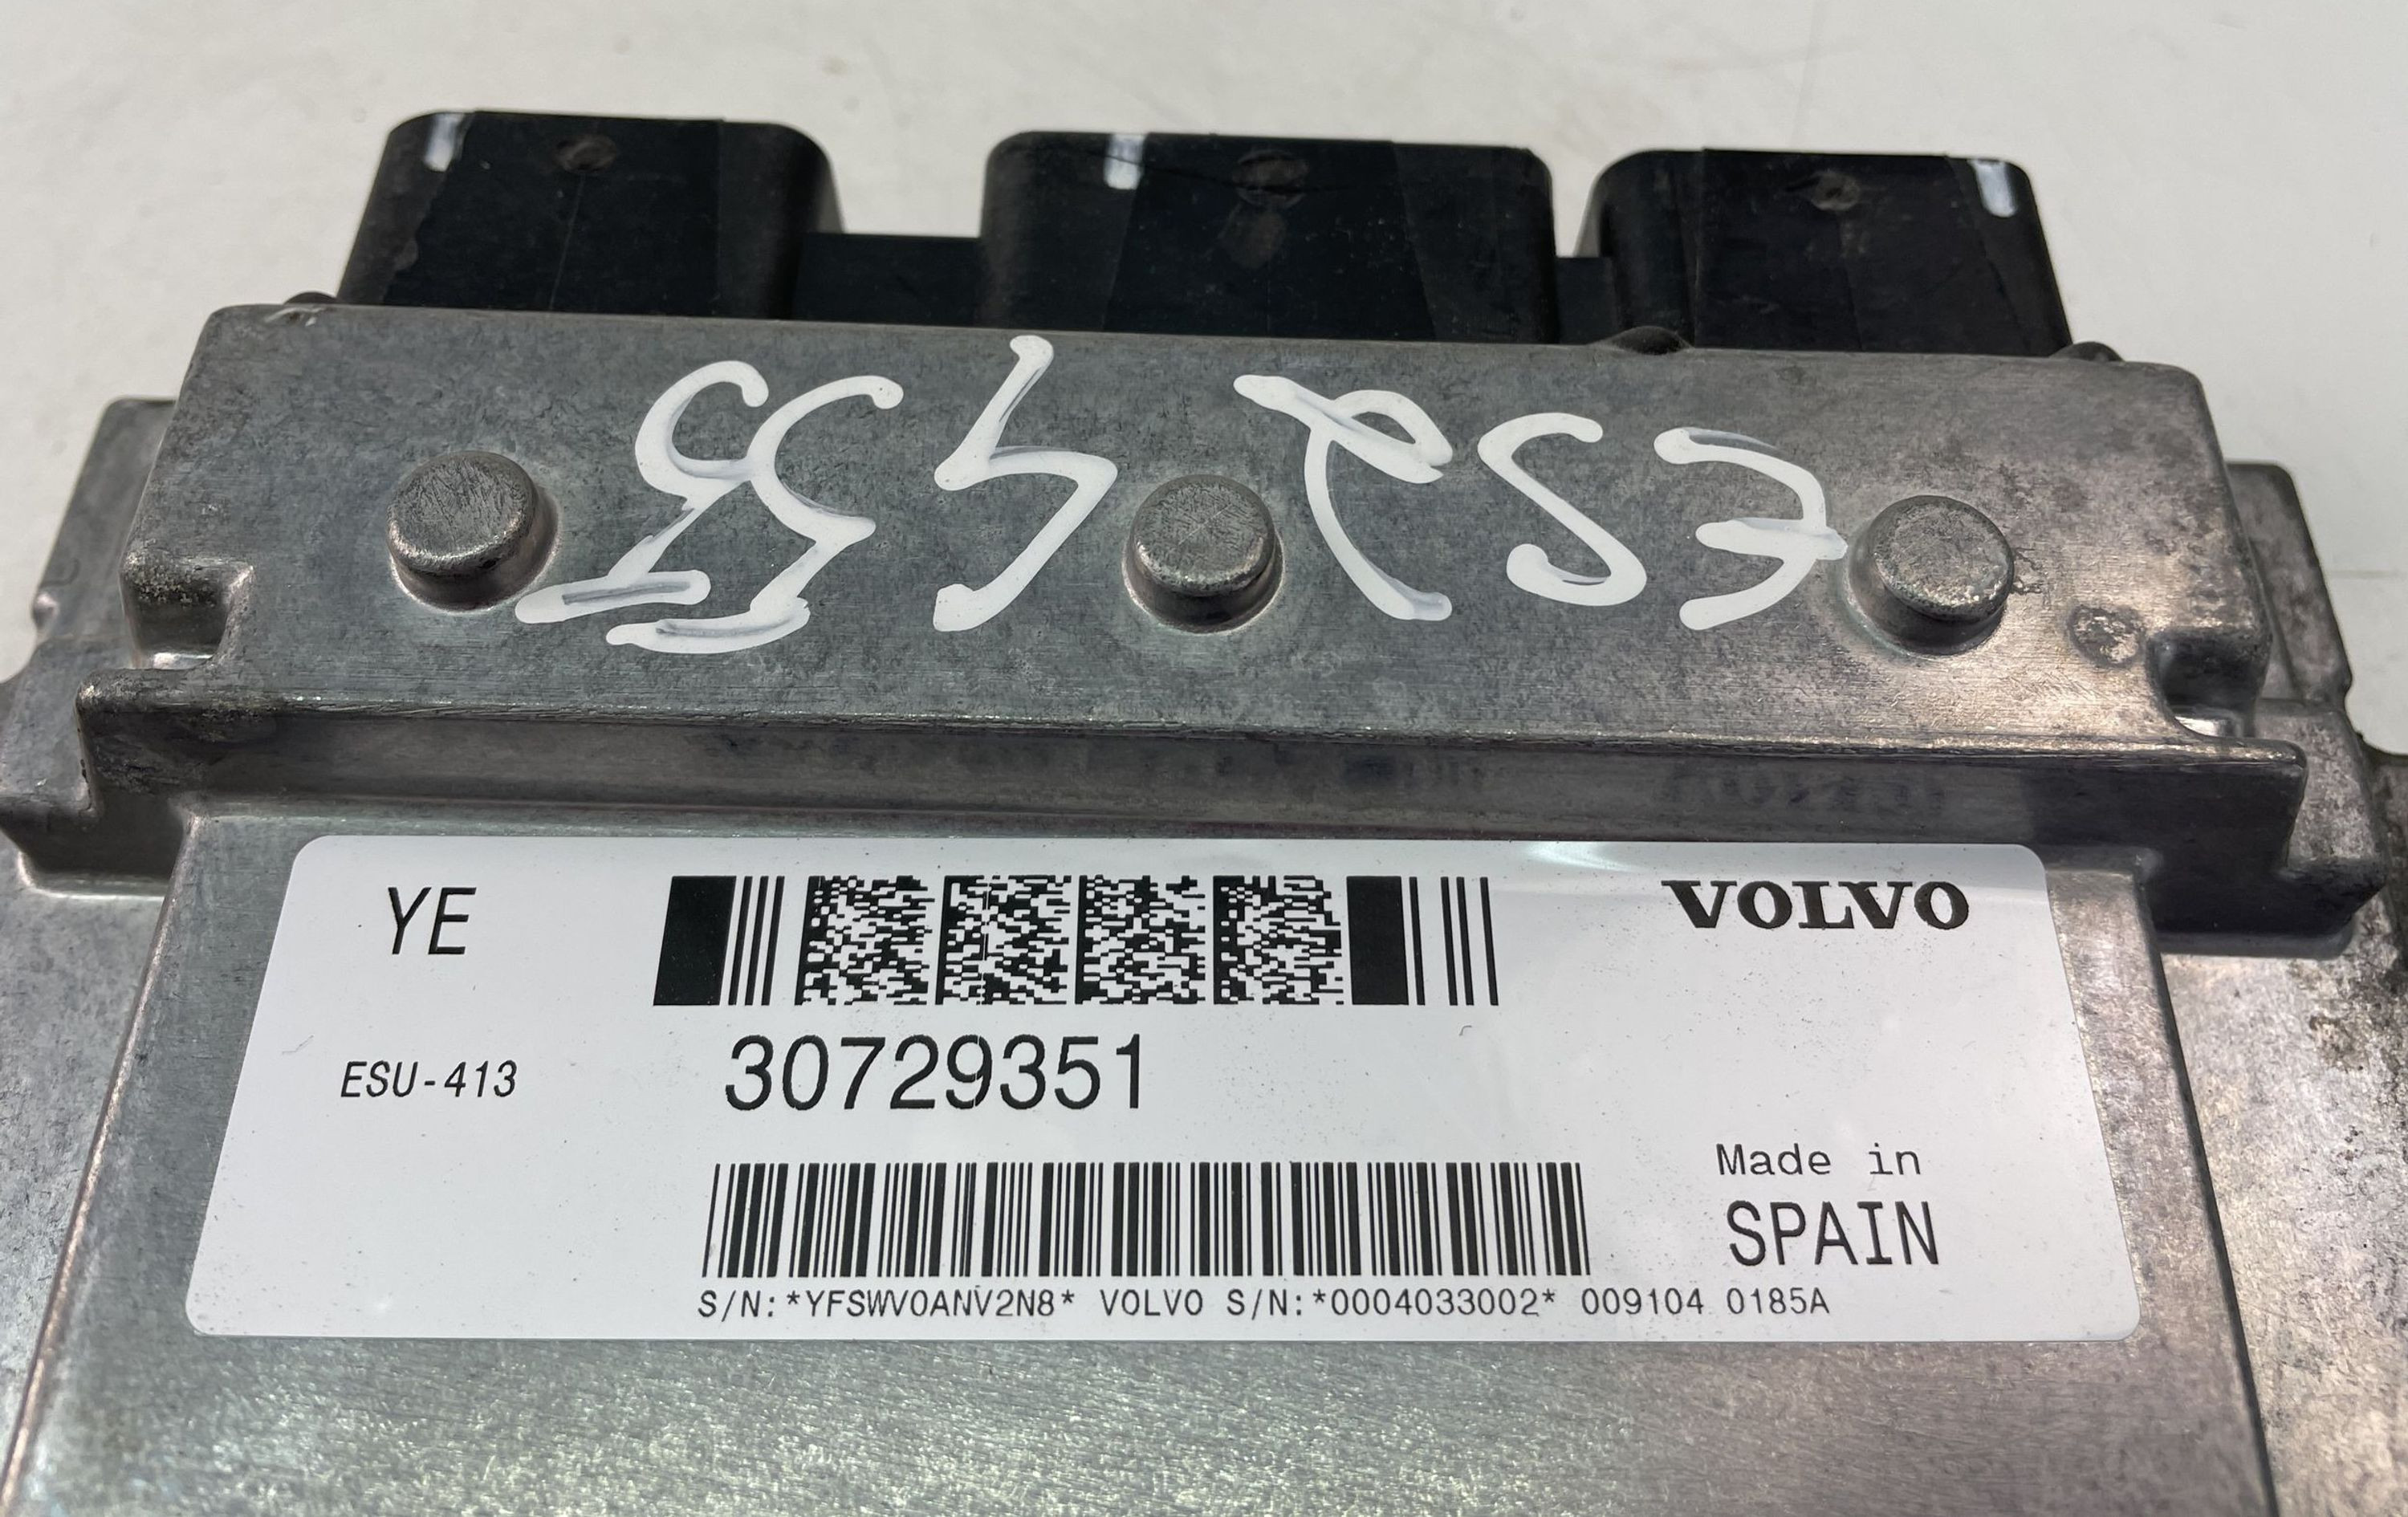 YE
VOLVO
30729351
ESU-413
Made in
SPAIN
S/N:*YFSWV0ANV2N8* VOLVO S/N:*0004033002* 009104 0185A